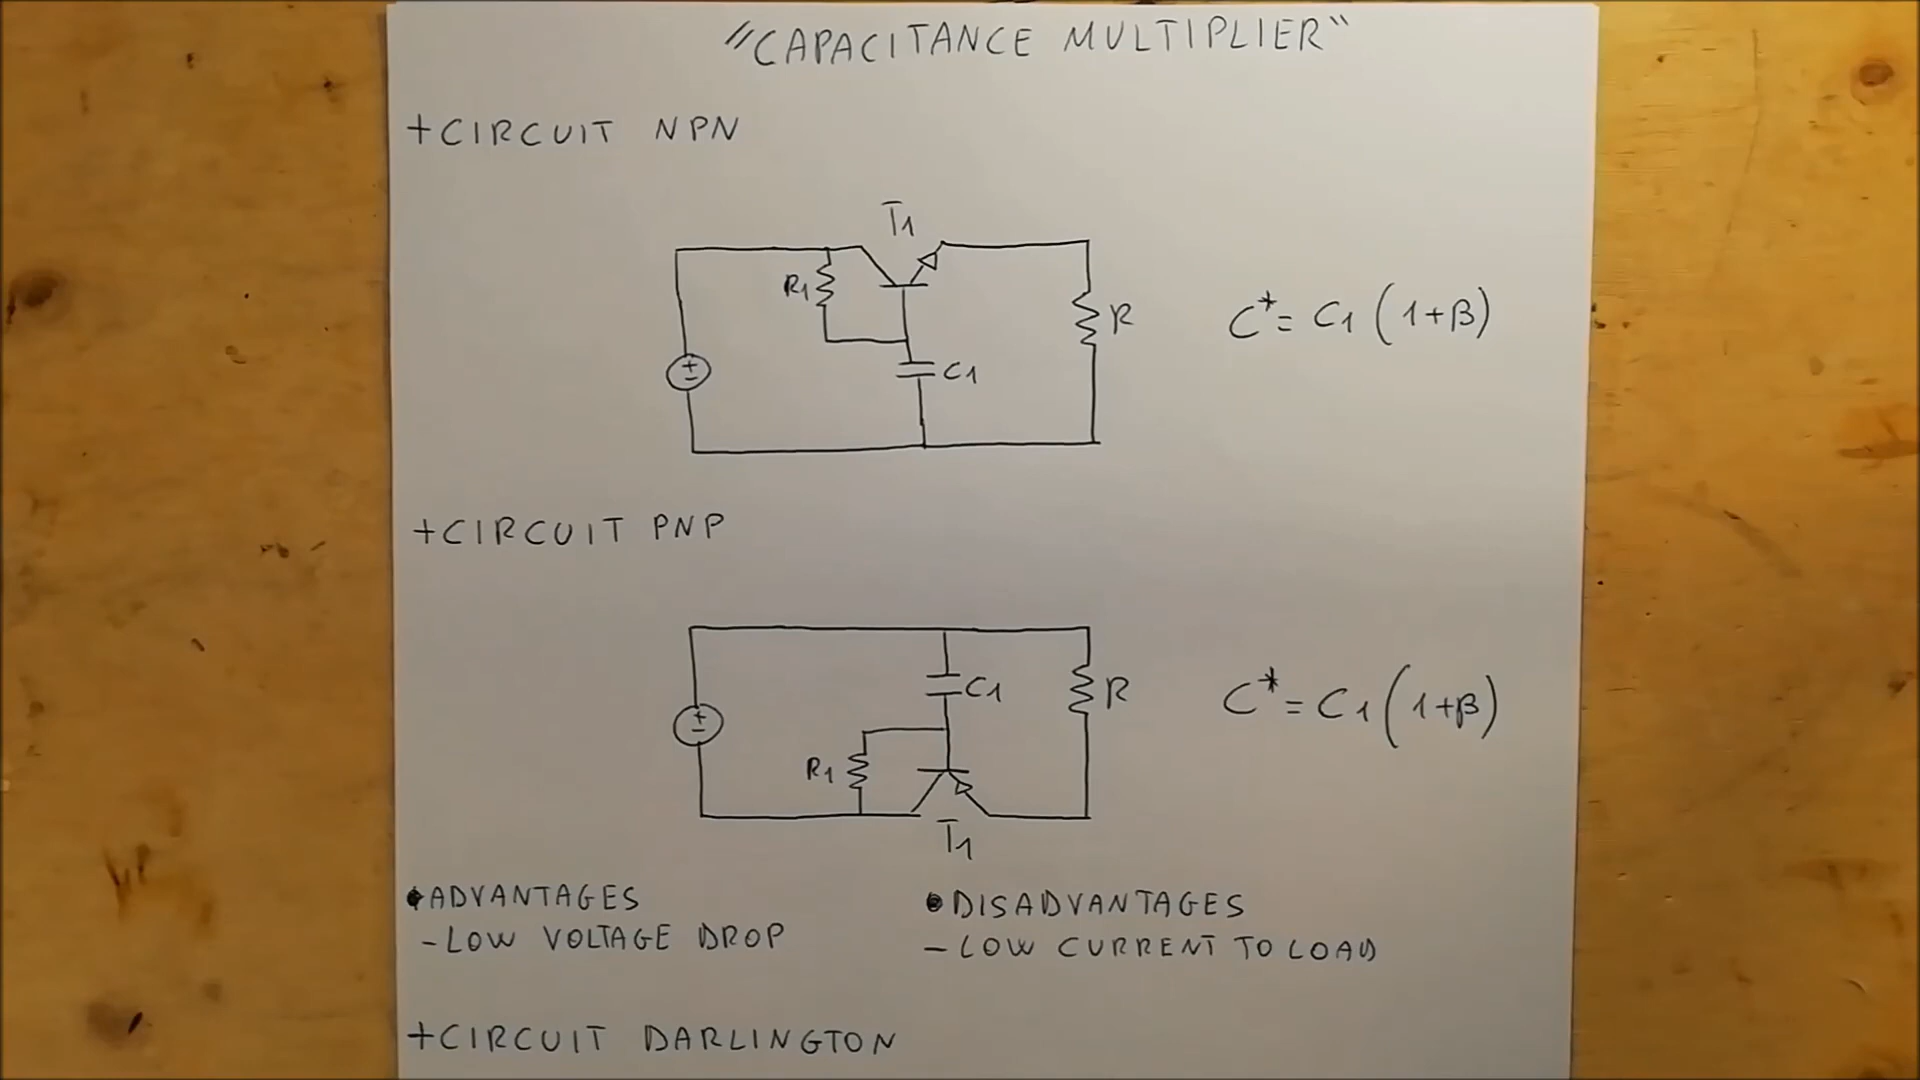 "CAPACITANCE MULTIPLIER"
+CIRCUIT NPN
T1
R1
R
C* = C1 (1+β)
+
-
C1
+CIRCUIT PNP
C1
R
C* = C1 (1+β)
+
-
R1
T1
•ADVANTAGES
-LOW VOLTAGE DROP
•DISADVANTAGES
- LOW CURRENT TO LOAD
+CIRCUIT DARLINGTON